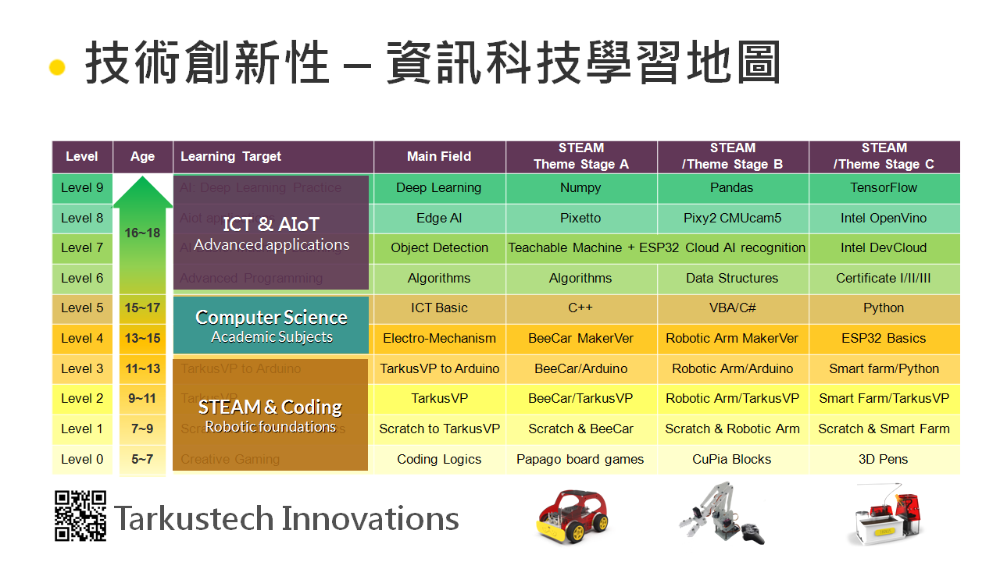 技術創新性 – 資訊科技學習地圖
Level Age Learning Target Main Field STEAM Theme Stage A STEAM /Theme Stage B STEAM /Theme Stage C
Level 9 AI Deep Learning Practice Deep Learning Numpy Pandas TensorFlow
Level 8 Edge AI Pixetto Pixy2 CMUcam5 Intel OpenVino
16~18
ICT & AIoT
Advanced applications
Level 7 Object Detection Teachable Machine + ESP32 Cloud AI recognition Intel DevCloud
Level 6 Advanced Programming Algorithms Algorithms Data Structures Certificate I/II/III
Level 5 15~17 ICT Basic C++ VBA/C# Python
Computer Science
Academic Subjects
Level 4 13~15 Electro-Mechanism BeeCar MakerVer Robotic Arm MakerVer ESP32 Basics
Level 3 11~13 TarkusVP to Arduino TarkusVP to Arduino BeeCar/Arduino Robotic Arm/Arduino Smart farm/Python
Level 2 9~11 TarkusVP TarkusVP BeeCar/TarkusVP Robotic Arm/TarkusVP Smart Farm/TarkusVP
STEAM & Coding
Robotic foundations
Level 1 7~9 Scratch to TarkusVP Scratch & BeeCar Scratch & Robotic Arm Scratch & Smart Farm
Level 0 5~7 Creative Gaming Coding Logics Papago board games CuPia Blocks 3D Pens
Tarkustech Innovations